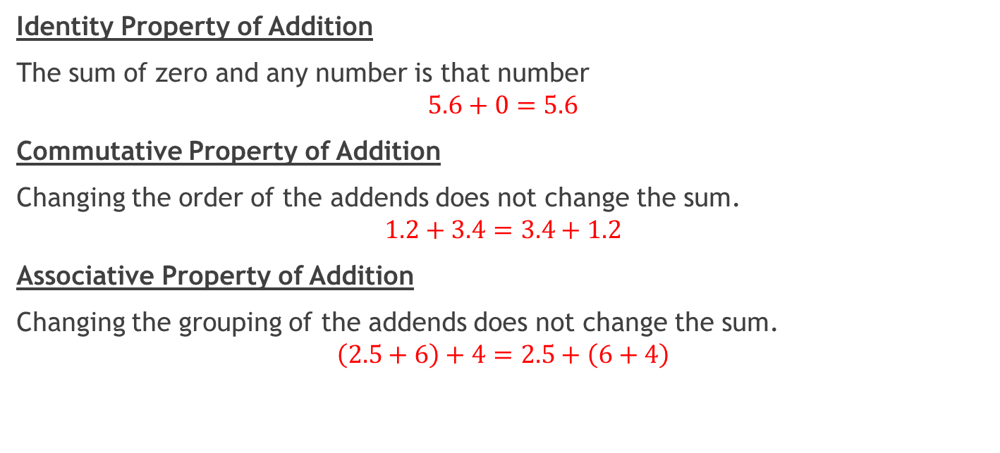 Identity Property of Addition
The sum of zero and any number is that number
5.6 + 0 = 5.6
Commutative Property of Addition
Changing the order of the addends does not change the sum.
1.2 + 3.4 = 3.4 + 1.2
Associative Property of Addition
Changing the grouping of the addends does not change the sum.
(2.5 + 6) + 4 = 2.5 + (6 + 4)